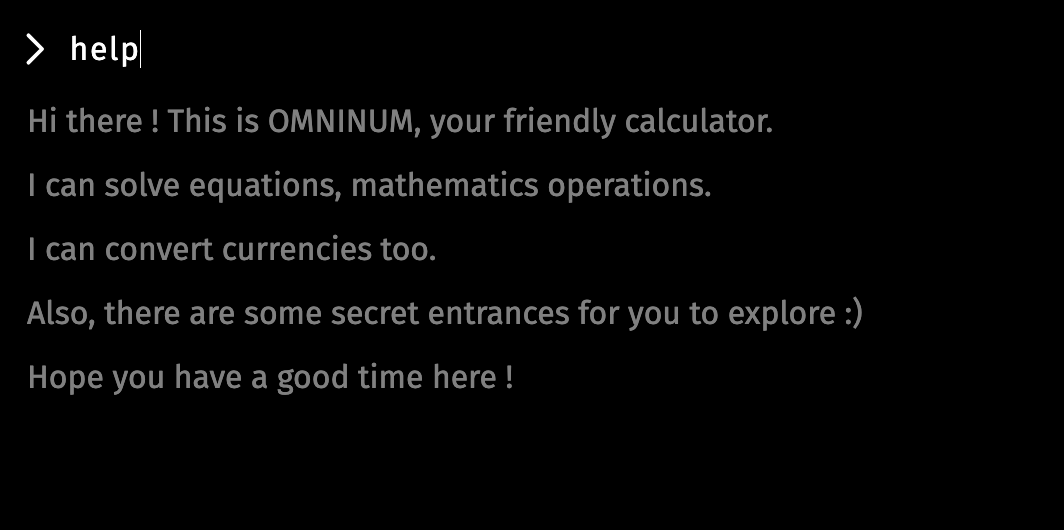 help
Hi there ! This is OMNINUM, your friendly calculator.
I can solve equations, mathematics operations.
I can convert currencies too.
Also, there are some secret entrances for you to explore :)
Hope you have a good time here !